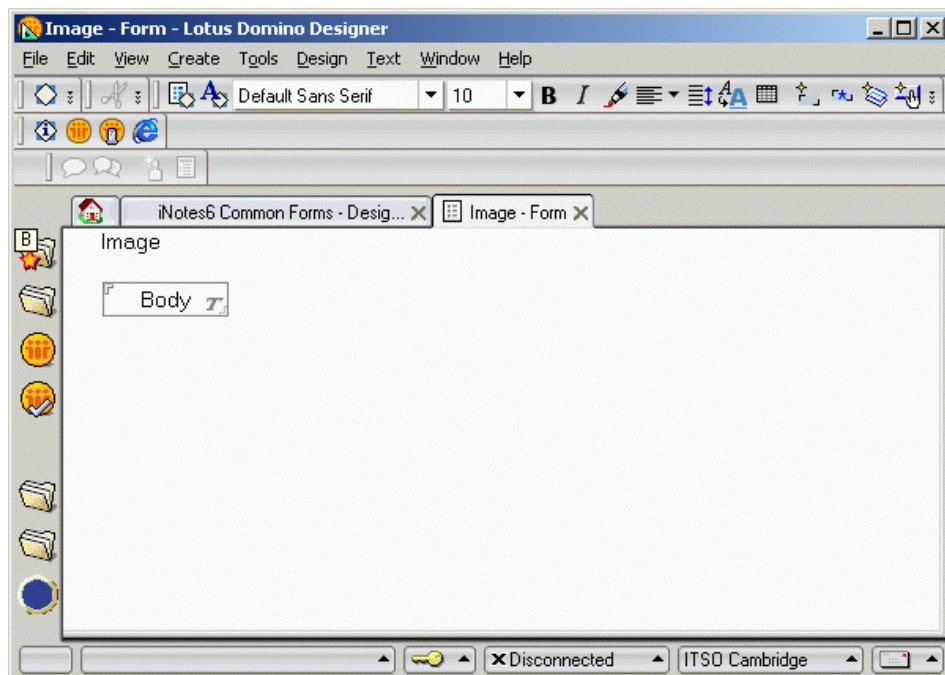 Image - Form - Lotus Domino Designer
File Edit View Create Tools Design Text Window Help
Default Sans Serif 10 B I
iNotes6 Common Forms - Desig... Image - Form
B
Image
Body T
Disconnected ITSO Cambridge